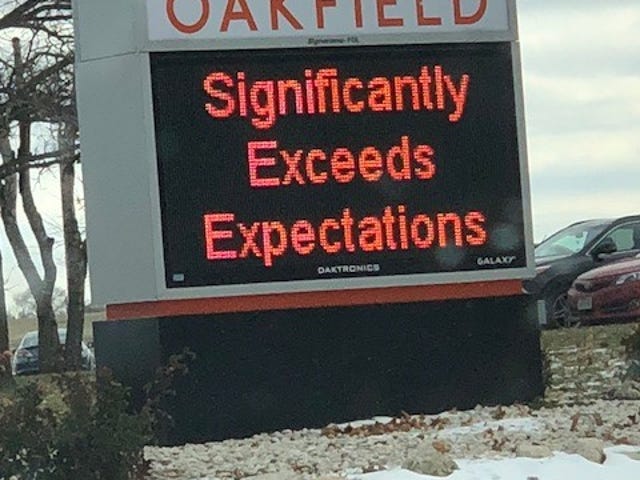 OAKFIELD
Significantly
Exceeds
Expectations
DAKTRONICS
GALAXY